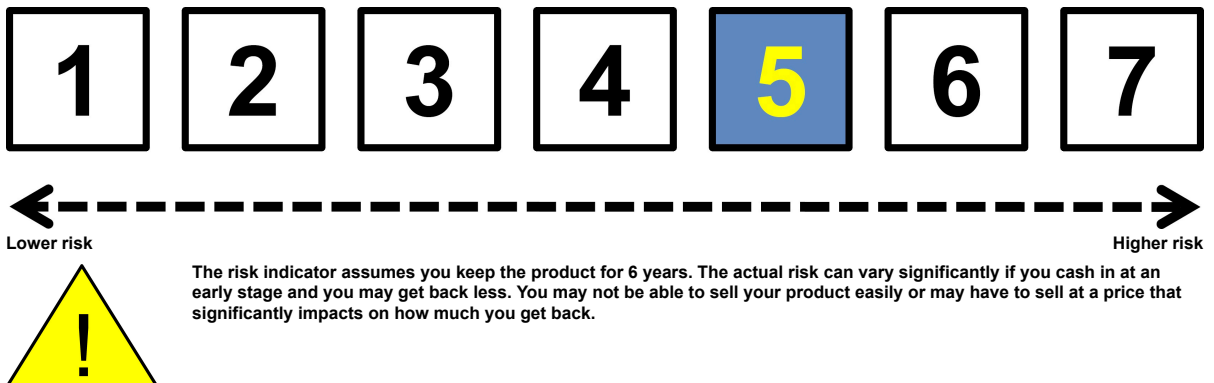 1 2 3 4 5 6 7
Lower risk Higher risk
The risk indicator assumes you keep the product for 6 years. The actual risk can vary significantly if you cash in at an
early stage and you may get back less. You may not be able to sell your product easily or may have to sell at a price that
significantly impacts on how much you get back.
!